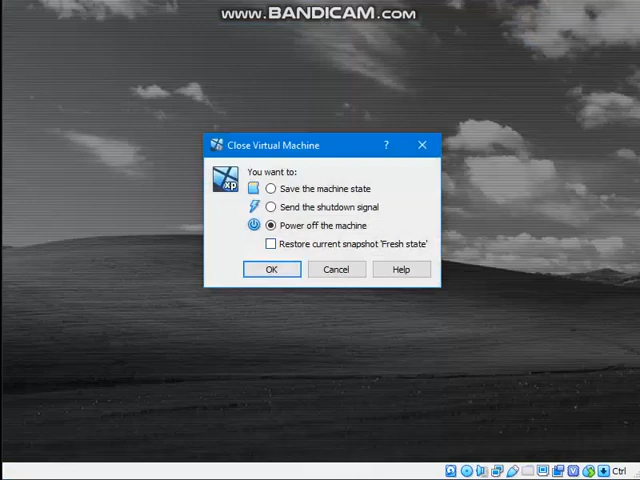 www.BANDICAM.com
Close Virtual Machine
?
xp
You want to:
Save the machine state
Send the shutdown signal
Power off the machine
Restore current snapshot 'Fresh state'
OK
Cancel
Help
V
Ctrl